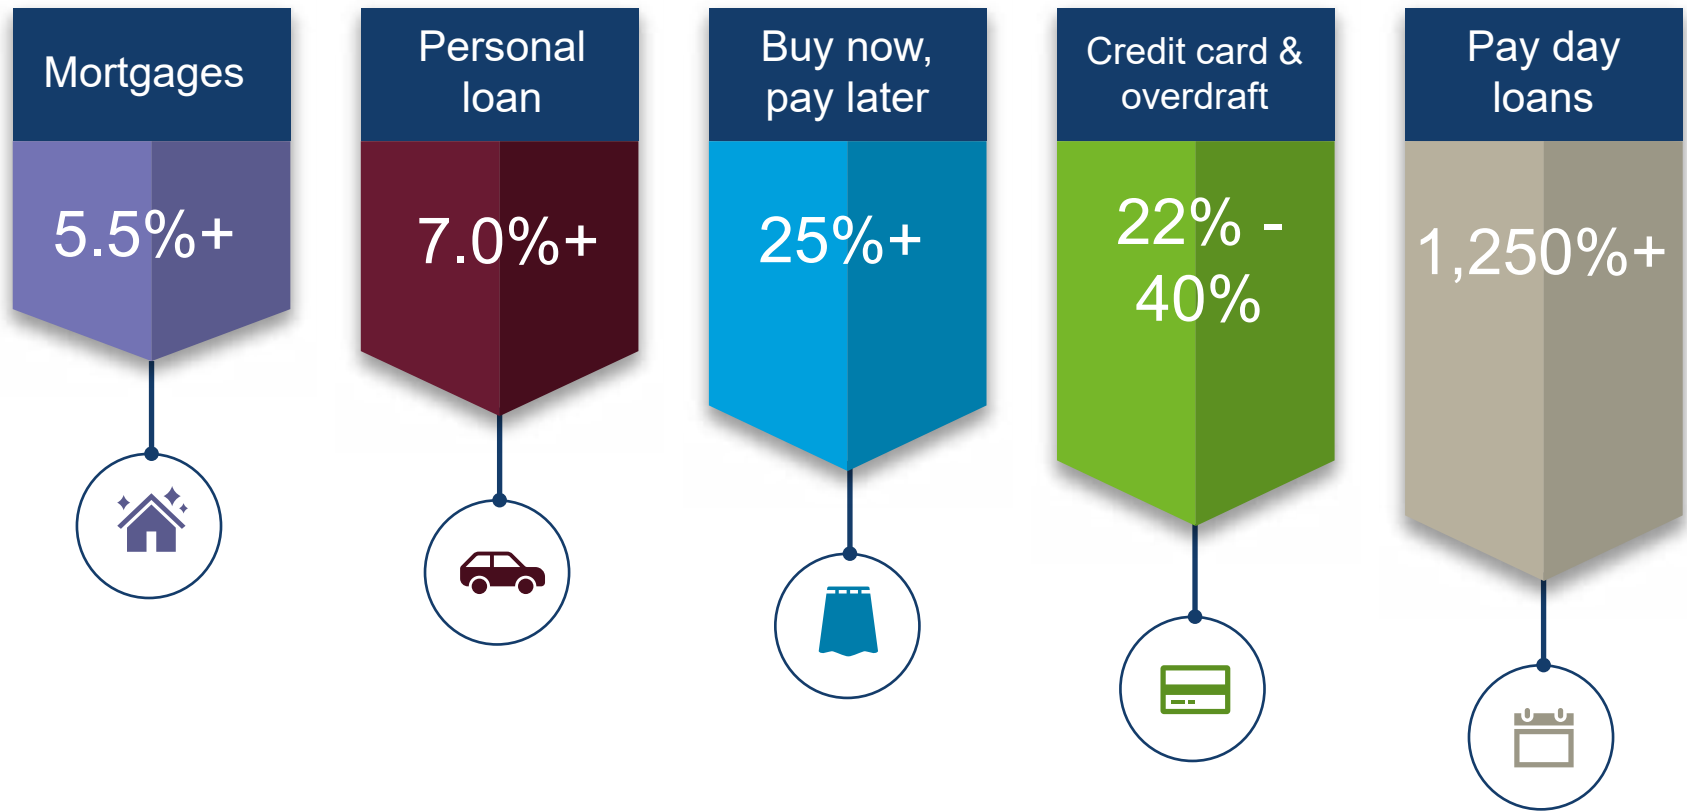 Mortgages
5.5%+
Personal
loan
7.0%+
Buy now,
pay later
25%+
Credit card &
overdraft
22% -
40%
Pay day
loans
1,250%+